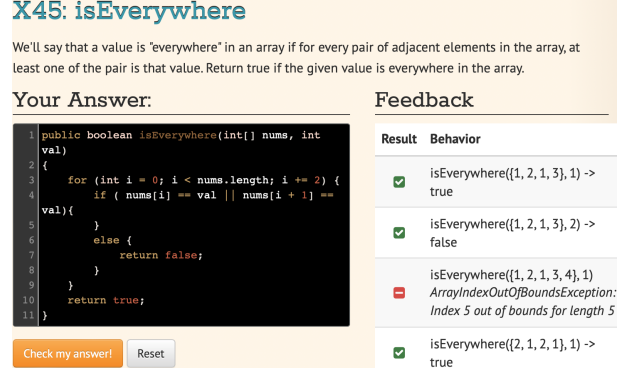 X45: isEverywhere
We'll say that a value is "everywhere" in an array if for every pair of adjacent elements in the array, at
least one of the pair is that value. Return true if the given value is everywhere in the array.
Your Answer:
1 public boolean isEverywhere(int[] nums, int
val)
2 {
3     for (int i = 0; i < nums.length; i += 2) {
4         if ( nums[i] == val || nums[i + 1] ==
val){
5         }
6         else {
7             return false;
8         }
9     }
10     return true;
11 }
Check my answer! Reset
Feedback
Result Behavior
isEverywhere({1, 2, 1, 3}, 1) ->
true
isEverywhere({1, 2, 1, 3}, 2) ->
false
isEverywhere({1, 2, 1, 3, 4}, 1)
ArrayIndexOutOfBoundsException:
Index 5 out of bounds for length 5
isEverywhere({2, 1, 2, 1}, 1) ->
true